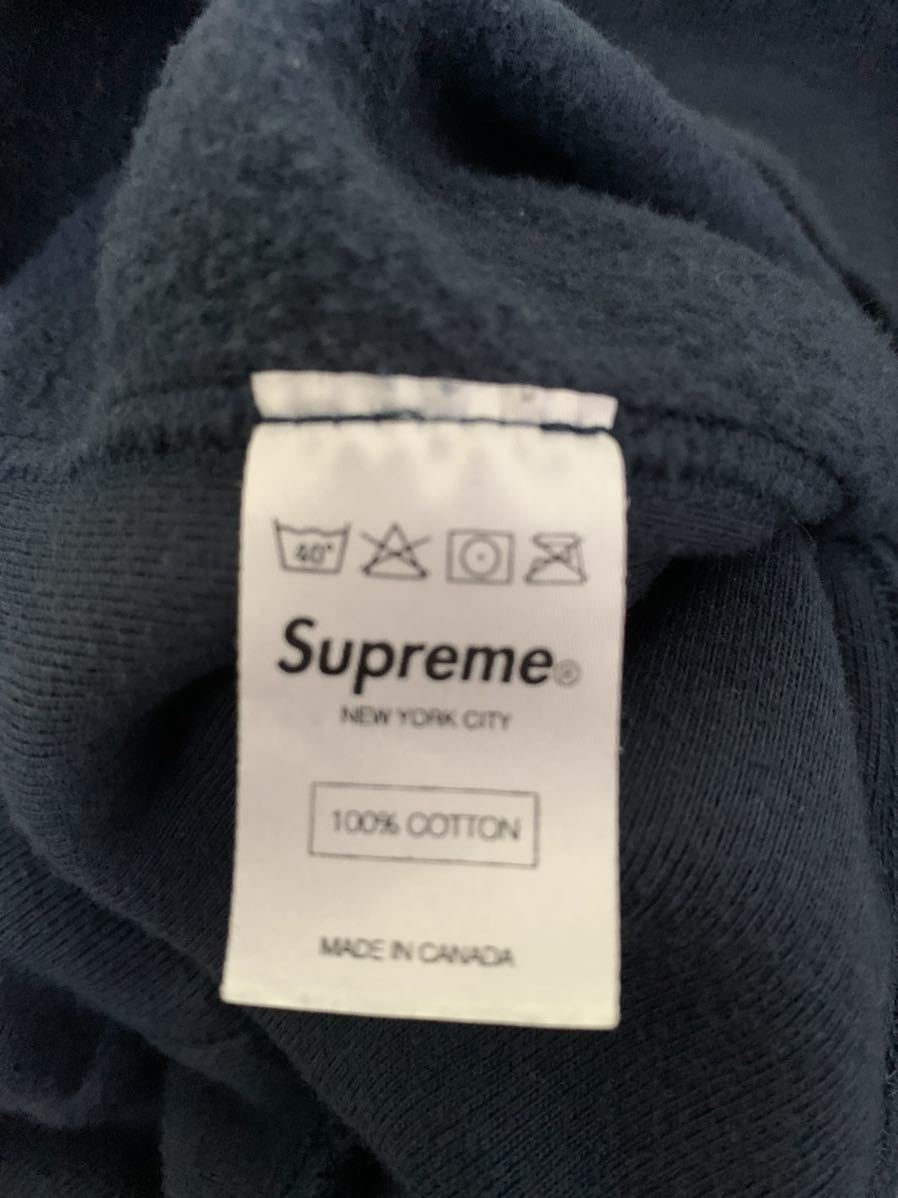 40°
Supreme®
NEW YORK CITY
100% COTTON
MADE IN CANADA